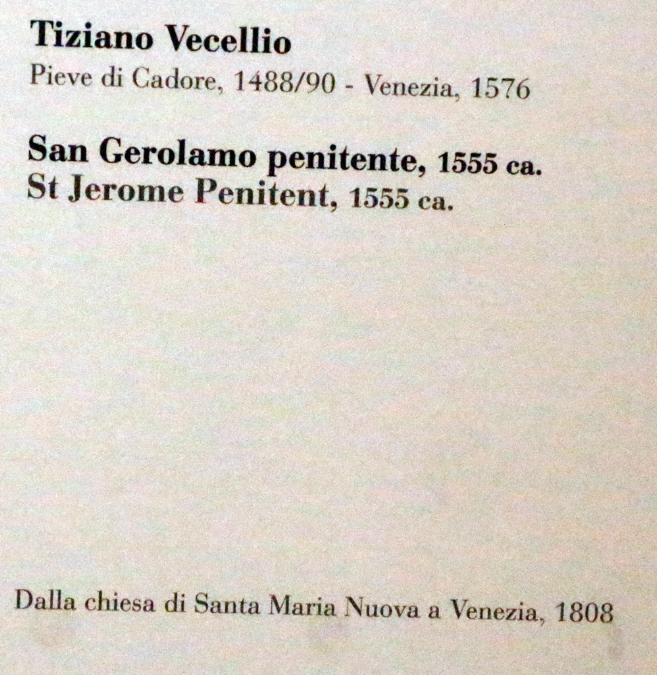 Tiziano Vecellio
Pieve di Cadore, 1488/90 - Venezia, 1576
San Gerolamo penitente, 1555 ca.
St Jerome Penitent, 1555 ca.
Dalla chiesa di Santa Maria Nuova a Venezia, 1808